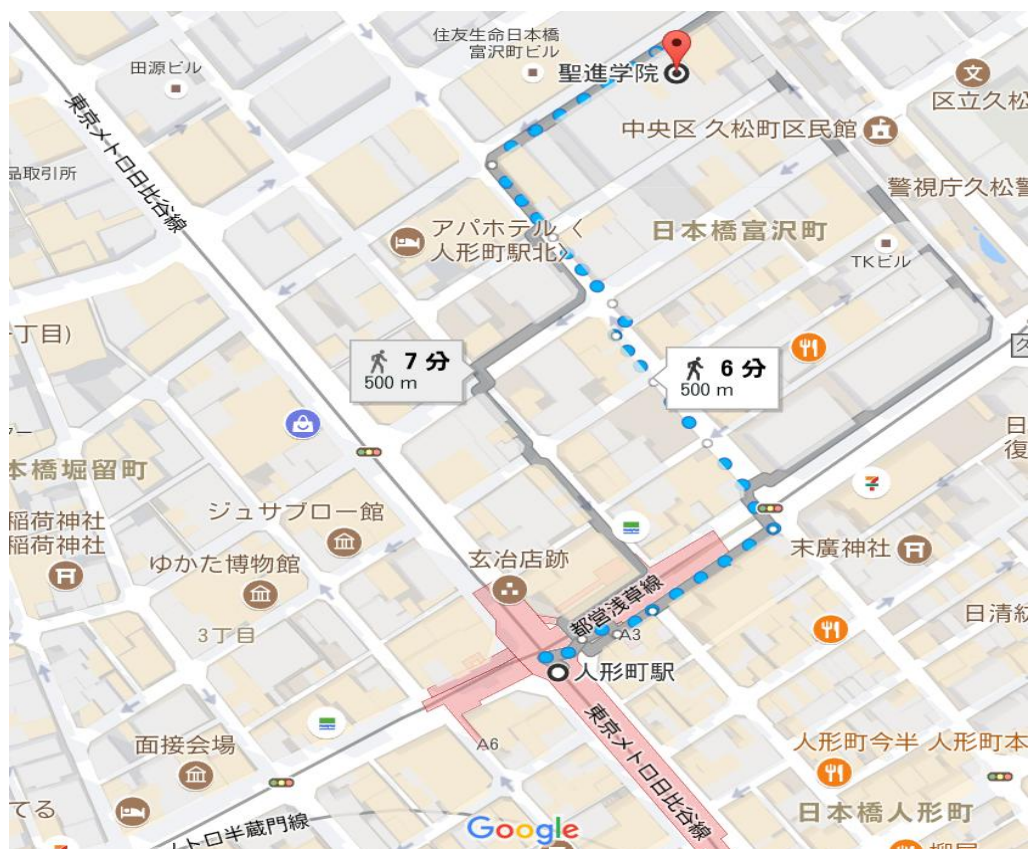 住友生命日本橋
富沢町ビル
田源ビル
聖進学院
区立久松
中央区 久松町区民館
東京メトロ日比谷線
品取引所
警視庁久松警
アパホテル〈
人形町駅北〉
日本橋富沢町
TKビル
丁目)
7 分
500 m
6 分
500 m
久
日
復
本橋堀留町
ジュサブロー館
稲荷神社
稲荷神社
ゆかた博物館
玄冶店跡
末廣神社
都営浅草線
3丁目
A3
日清紡
人形町駅
東京メトロ日比谷線
面接会場
A6
人形町今半 人形町本
てる
メトロ半蔵門線
Google
日本橋人形町